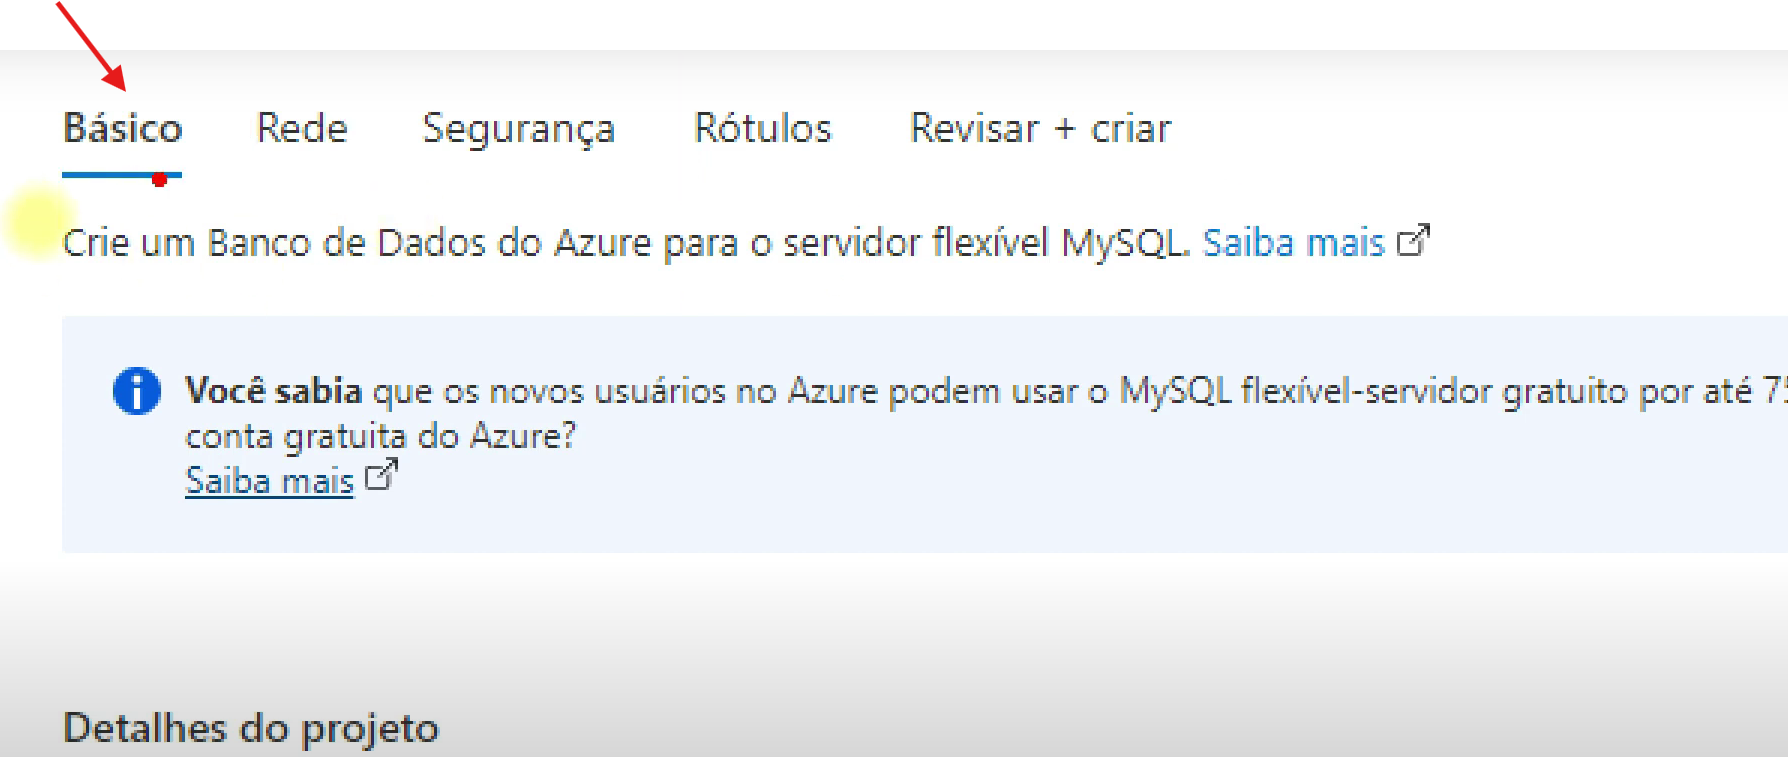 Básico Rede Segurança Rótulos Revisar + criar
Crie um Banco de Dados do Azure para o servidor flexível MySQL. Saiba mais
Você sabia que os novos usuários no Azure podem usar o MySQL flexível-servidor gratuito por até
conta gratuita do Azure?
Saiba mais
Detalhes do projeto